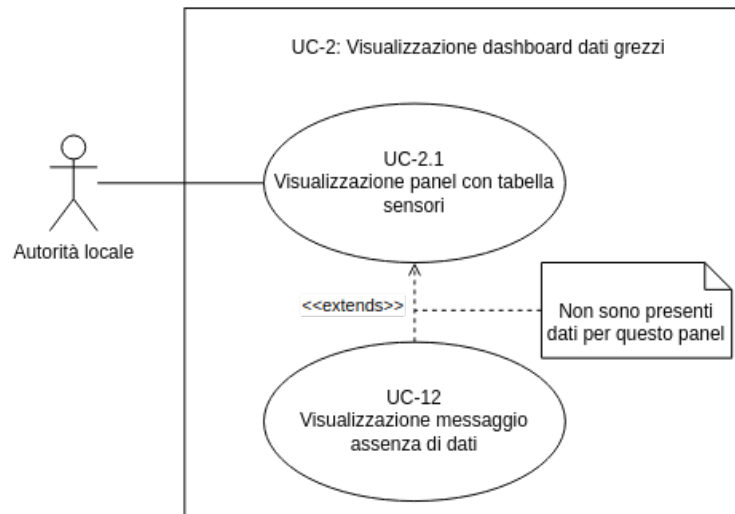 UC-2: Visualizzazione dashboard dati grezzi
UC-2.1
Visualizzazione panel con tabella
sensori
Autorità locale
<<extends>>
Non sono presenti
dati per questo panel
UC-12
Visualizzazione messaggio
assenza di dati